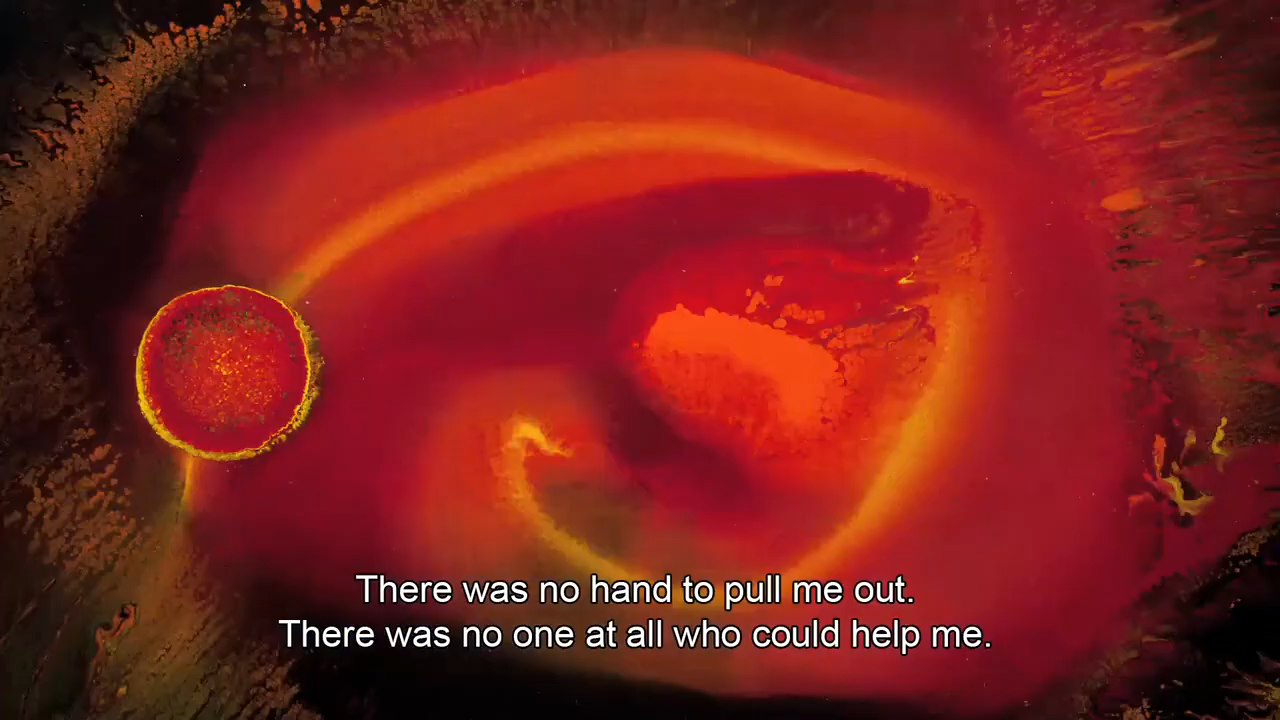 There was no hand to pull me out.
There was no one at all who could help me.